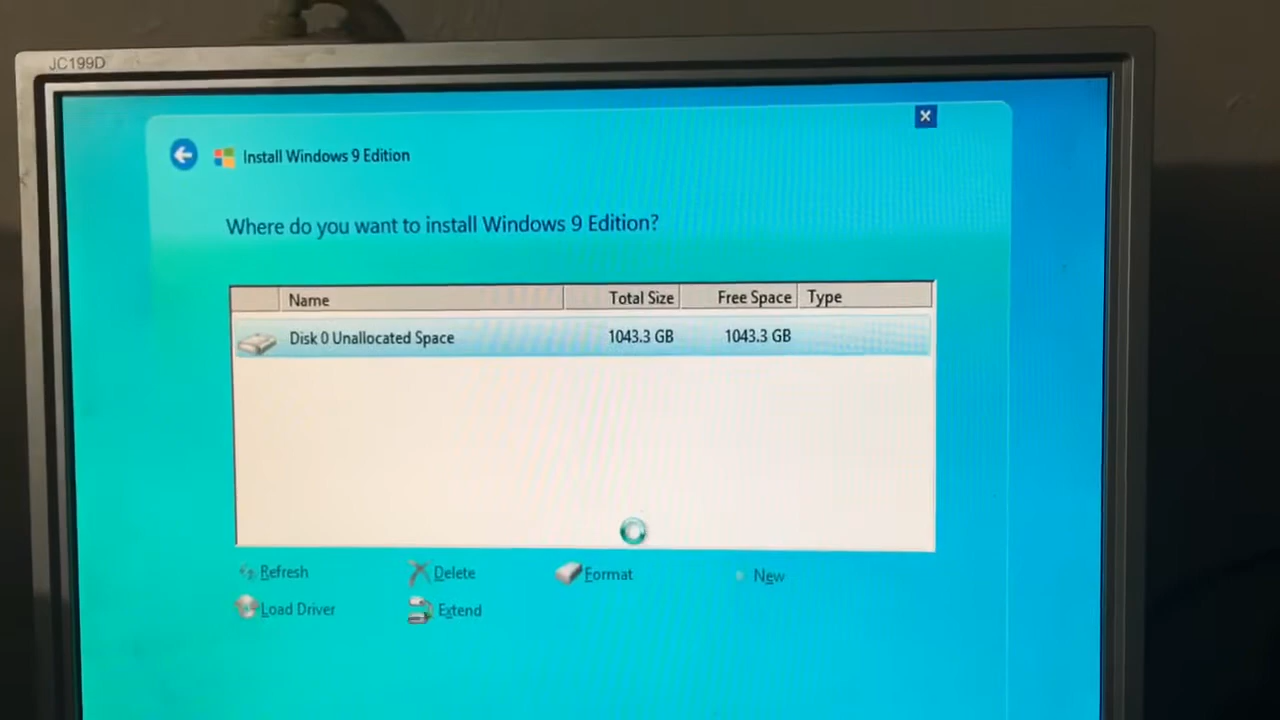 JC199D
Install Windows 9 Edition
Where do you want to install Windows 9 Edition?
Name Total Size Free Space Type
Disk 0 Unallocated Space 1043.3 GB 1043.3 GB
Refresh Delete Format New
Load Driver Extend